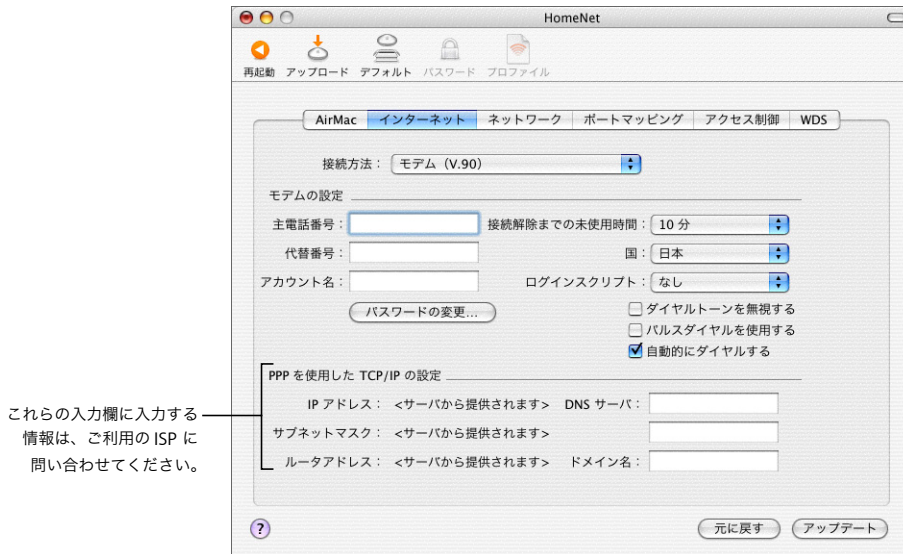 HomeNet
再起動 アップロード デフォルト パスワード プロファイル
AirMac インターネット ネットワーク ポートマッピング アクセス制御 WDS
接続方法： モデム（V.90）
モデムの設定
主電話番号： 接続解除までの未使用時間： 10 分
代替番号： 国： 日本
アカウント名： ログインスクリプト： なし
パスワードの変更... ダイヤルトーンを無視する
パルスダイヤルを使用する
自動的にダイヤルする
PPP を使用した TCP/IP の設定
IP アドレス： <サーバから提供されます> DNS サーバ：
サブネットマスク： <サーバから提供されます>
ルータアドレス： <サーバから提供されます> ドメイン名：
これらの入力欄に入力する
情報は、ご利用の ISP に
問い合わせてください。
? 元に戻す アップデート